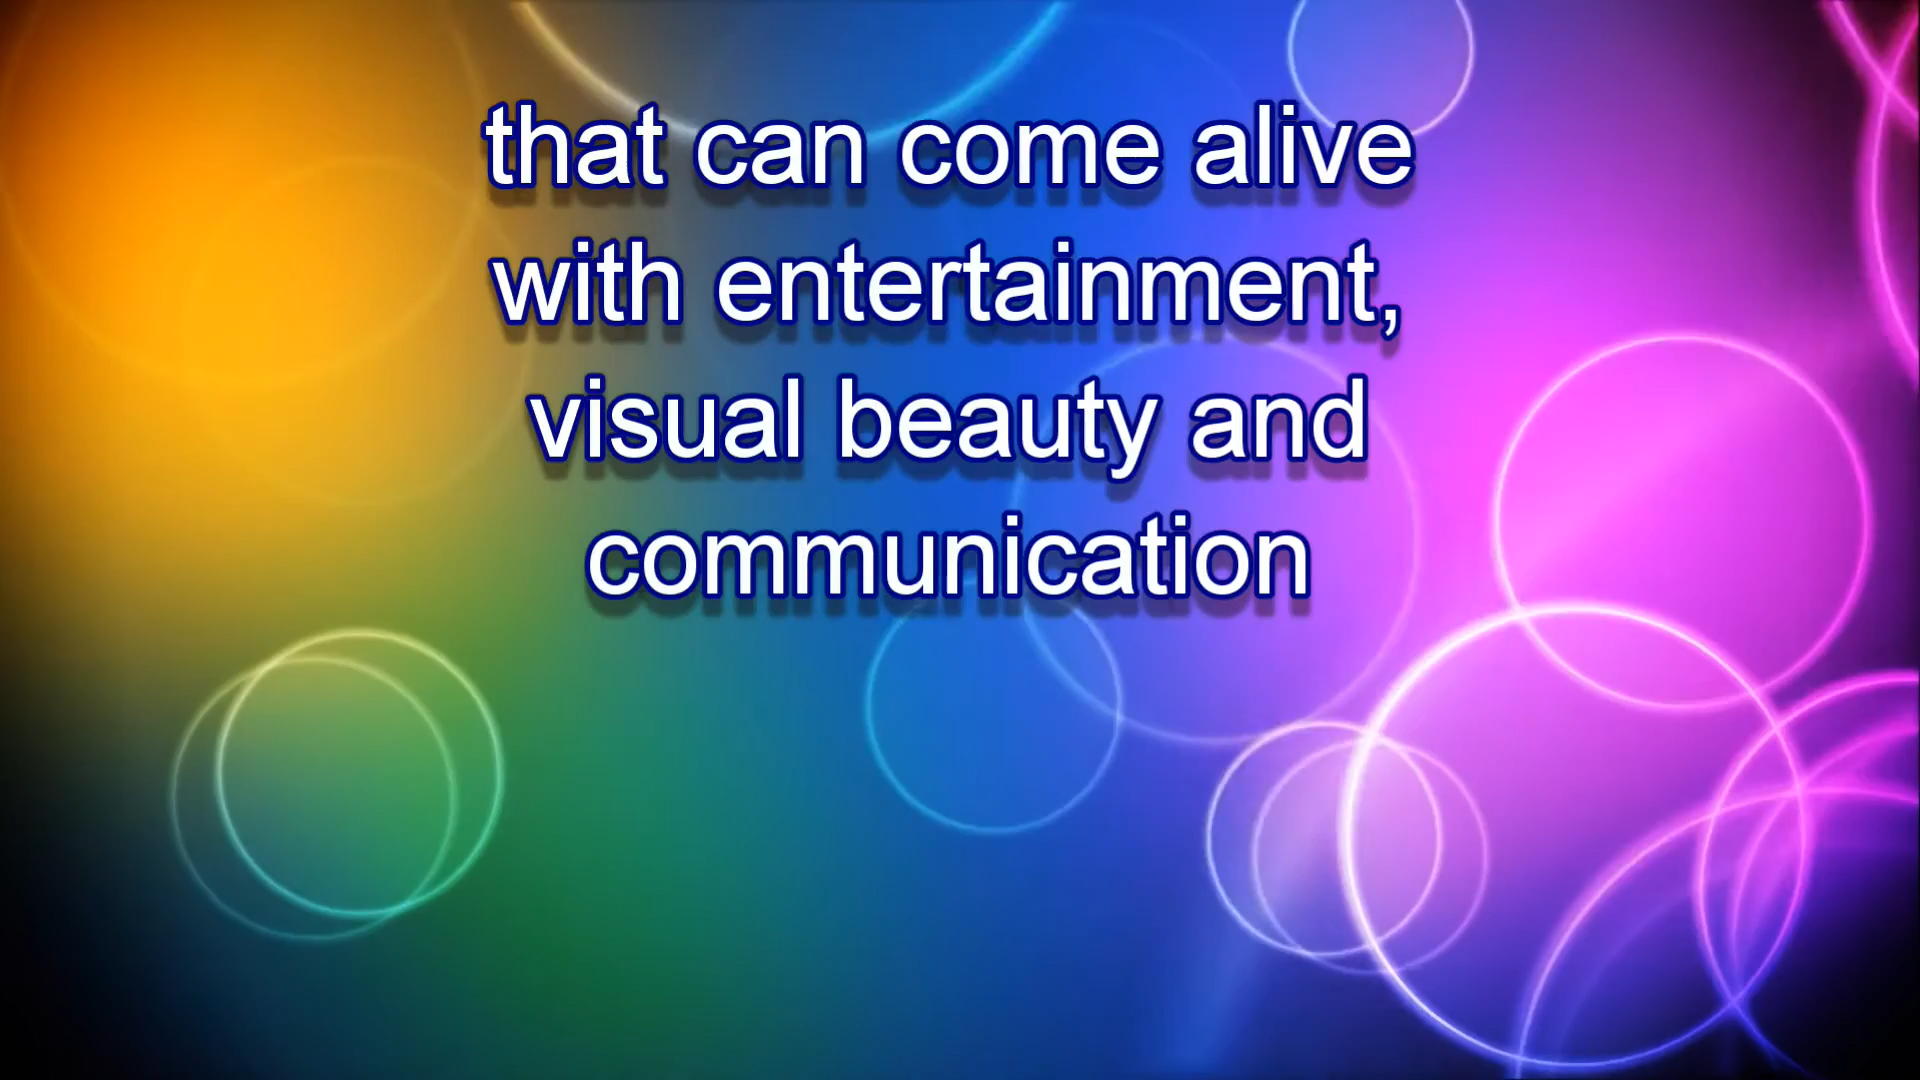 that can come alive
with entertainment,
visual beauty and
communication